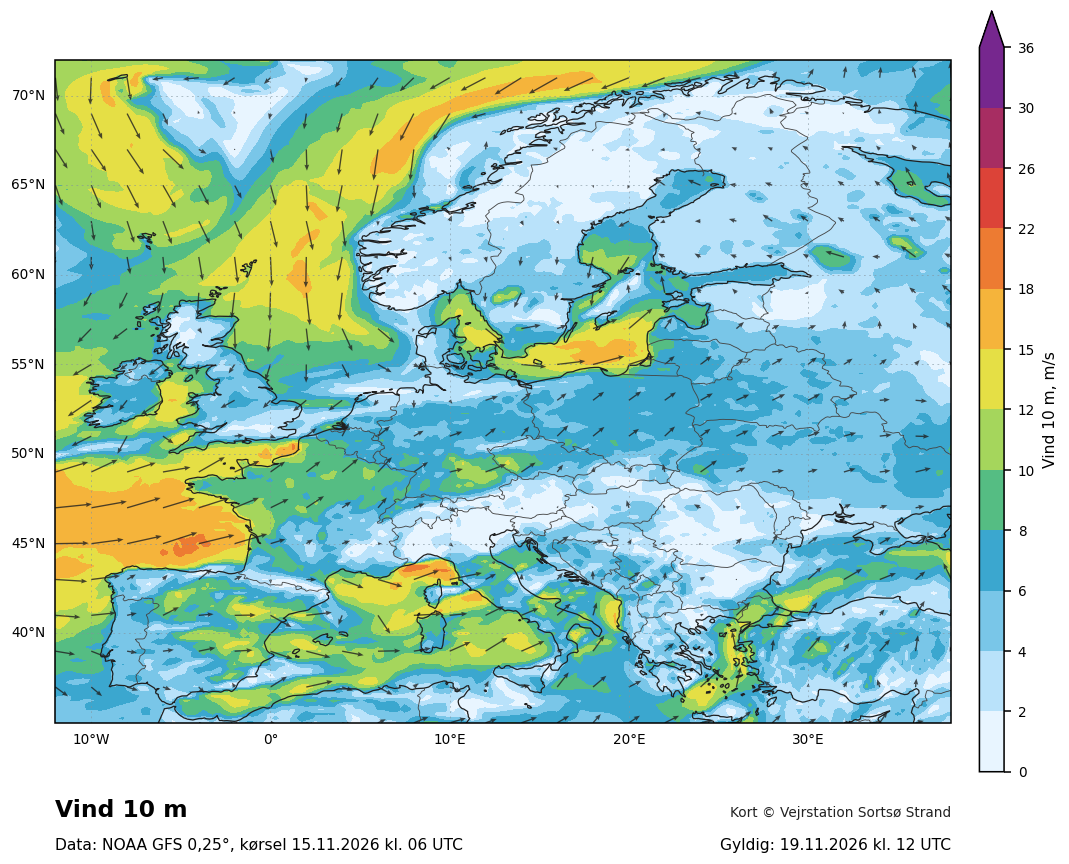 36
30
26
22
18
15
12
10
8
6
4
2
0
Vind 10 m, m/s
70°N
65°N
60°N
55°N
50°N
45°N
40°N
10°W
0°
10°E
20°E
30°E
Vind 10 m
Kort © Vejrstation Sortsø Strand
Data: NOAA GFS 0,25°, kørsel 15.11.2026 kl. 06 UTC
Gyldig: 19.11.2026 kl. 12 UTC